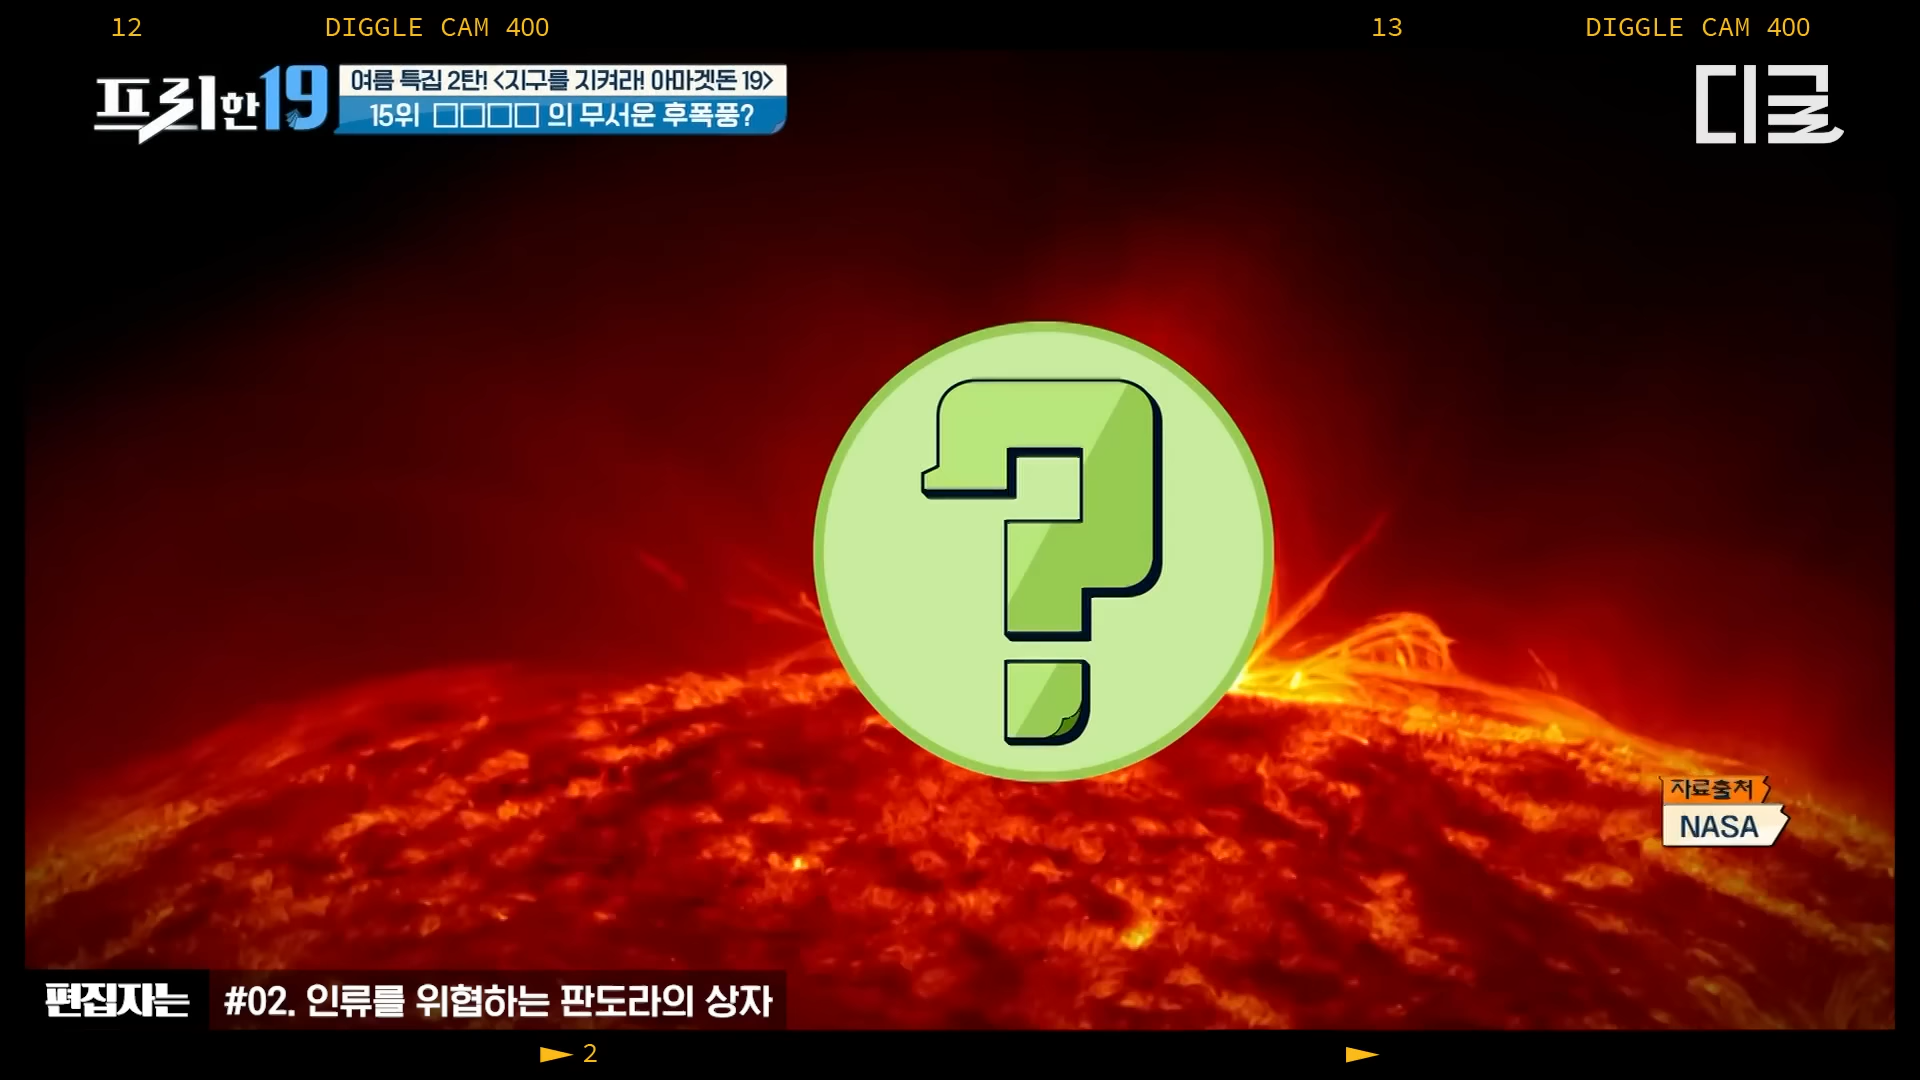 12 DIGGLE CAM 400 13 DIGGLE CAM 400
프리한19
여름 특집 2탄! <지구를 지켜라! 아마겟돈 19>
15위 □□□□의 무서운 후폭풍?
디글
?
자료출처
NASA
편집자는 #02. 인류를 위협하는 판도라의 상자
2